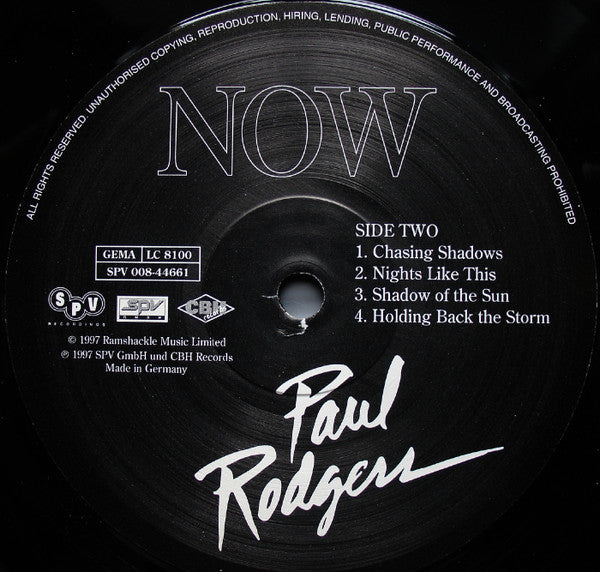 ALL RIGHTS RESERVED. UNAUTHORISED COPYING, REPRODUCTION, HIRING, LENDING, PUBLIC PERFORMANCE AND BROADCASTING PROHIBITED
NOW
SIDE TWO
1. Chasing Shadows
2. Nights Like This
3. Shadow of the Sun
4. Holding Back the Storm
GEMA LC 8100
SPV 008-44661
SPV
RECORDINGS
SPV
CBH
© 1997 Ramshackle Music Limited
℗ 1997 SPV GmbH und CBH Records
Made in Germany
Paul
Rodgers